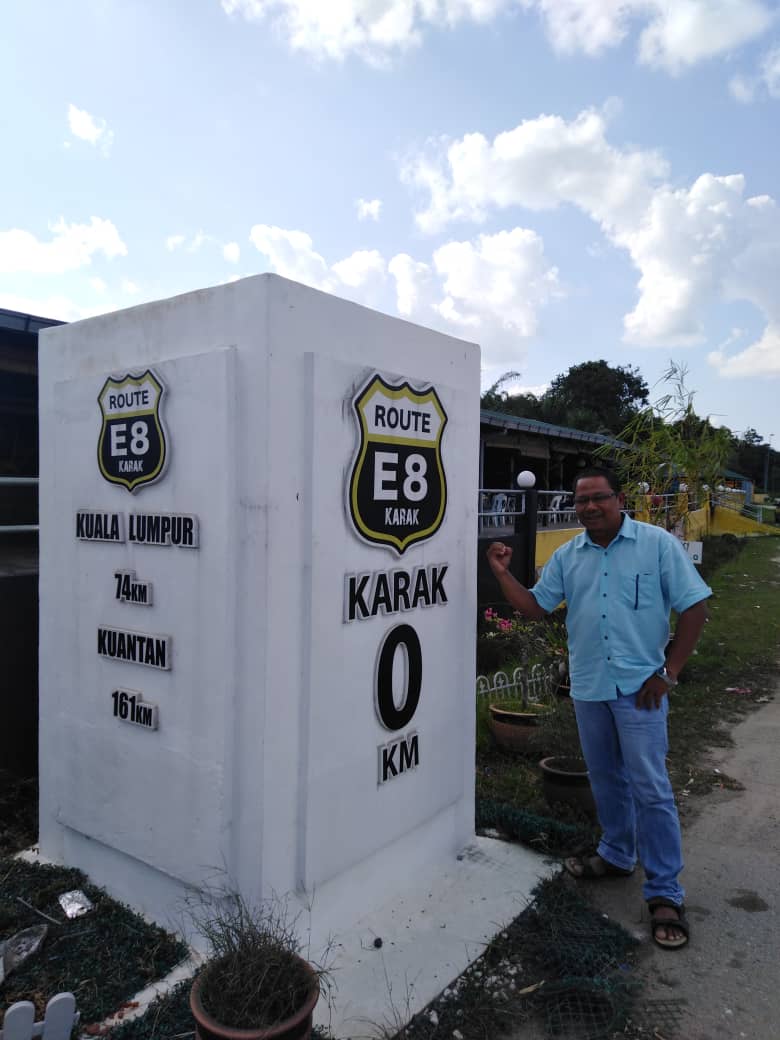 ROUTE
E8
KARAK
KUALA LUMPUR
74KM
KUANTAN
161KM
ROUTE
E8
KARAK
KARAK
0
KM